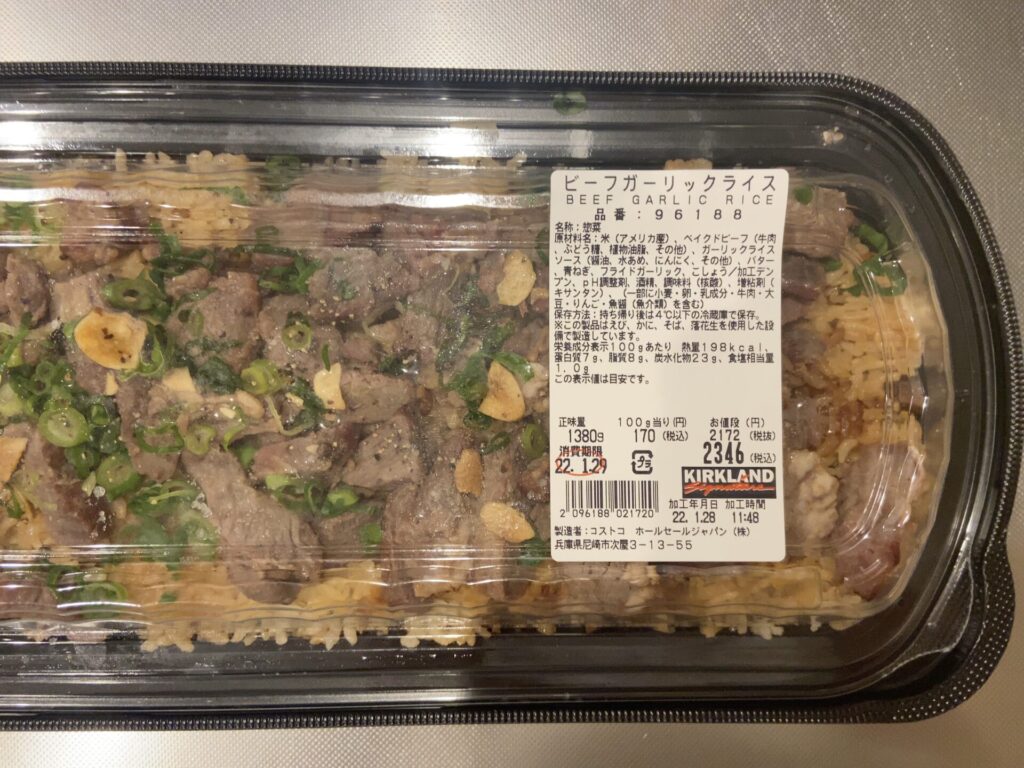 ビーフガーリックライス
BEEF GARLIC RICE
品番：96188
名称：惣菜
原材料名：米（アメリカ産）、ベイクドビーフ（牛肉
、ぶどう糖、植物油脂、その他）、ガーリックライス
ソース（醤油、水あめ、にんにく、その他）、バター
、青ねぎ、フライドガーリック、こしょう／加工デン
プン、pH調整剤、酒精、調味料（核酸）、増粘剤（
キサンタン）、（一部に小麦・卵・乳成分・牛肉・大
豆・りんご・魚醤（魚介類）を含む）
保存方法：持ち帰り後は4℃以下の冷蔵庫で保存。
※この製品はえび、かに、そば、落花生を使用した設
備で製造しています。
栄養成分表示100gあたり 熱量198kcal、
蛋白質7g、脂質8g、炭水化物23g、食塩相当量
1.0g
この表示値は目安です。
正味量 100g当り(円) お値段（円）
1380g 170 (税込) 2172 (税抜)
2346 (税込)
消費期限
22.1.29
プラ
KIRKLAND
Signature
2 096188 021720
加工年月日 加工時間
22.1.28 11:48
製造者：コストコ ホールセールジャパン（株）
兵庫県尼崎市次屋3-13-55